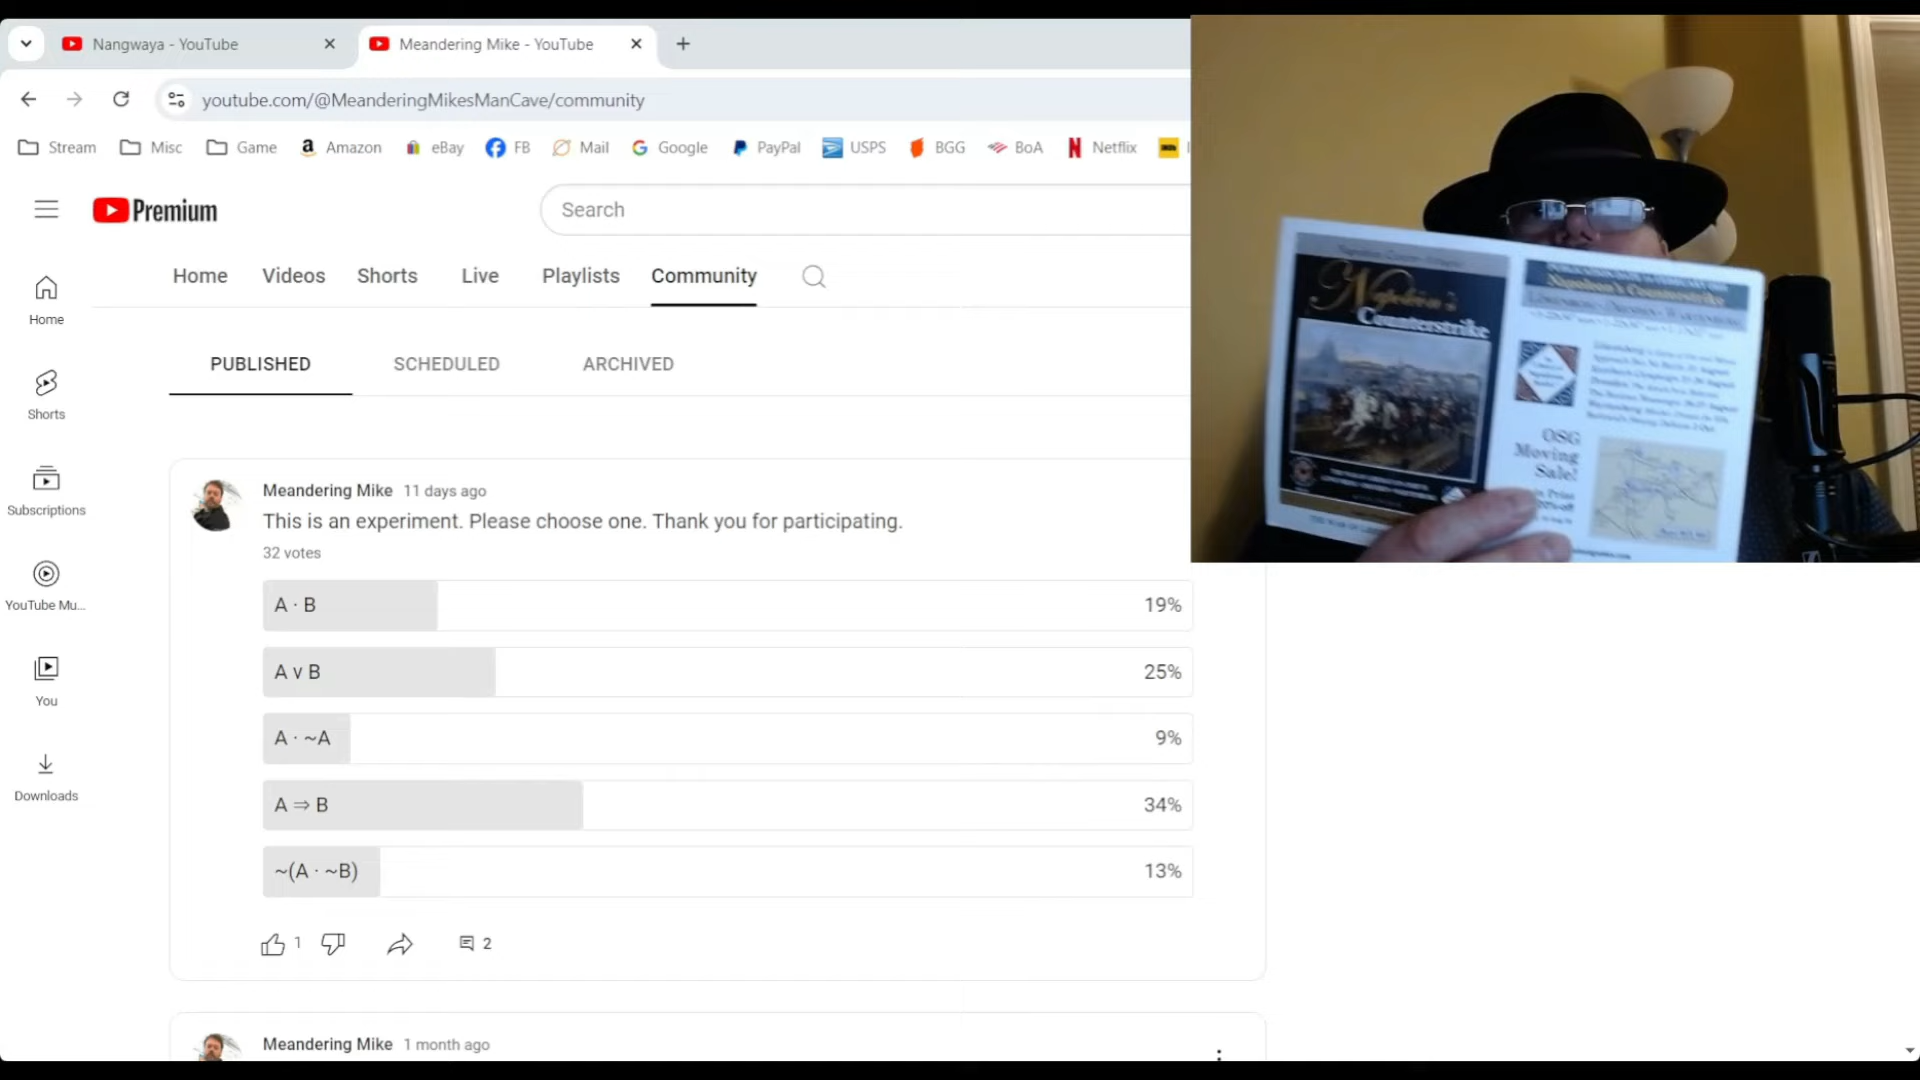 Nangwaya - YouTube
Meandering Mike - YouTube
youtube.com/@MeanderingMikesManCave/community
Stream
Misc
Game
Amazon
eBay
FB
Mail
Google
PayPal
USPS
BGG
BoA
Netflix
Premium
Search
Home
Videos
Shorts
Live
Playlists
Community
PUBLISHED
SCHEDULED
ARCHIVED
Home
Shorts
Subscriptions
YouTube Mu...
You
Downloads
Meandering Mike 11 days ago
This is an experiment. Please choose one. Thank you for participating.
32 votes
A · B 19%
A v B 25%
A · ~A 9%
A ⇒ B 34%
~(A · ~B) 13%
1
2
Meandering Mike 1 month ago
Napoleon's
Counterstrike
Napoleon's Counterstrike
OSG
Moving
Sale!